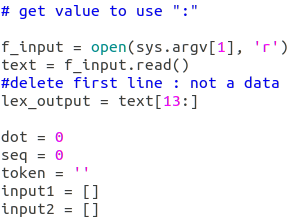 # get value to use ":"
f_input = open(sys.argv[1], 'r')
text = f_input.read()
#delete first line : not a data
lex_output = text[13:]
dot = 0
seq = 0
token = ''
input1 = []
input2 = []